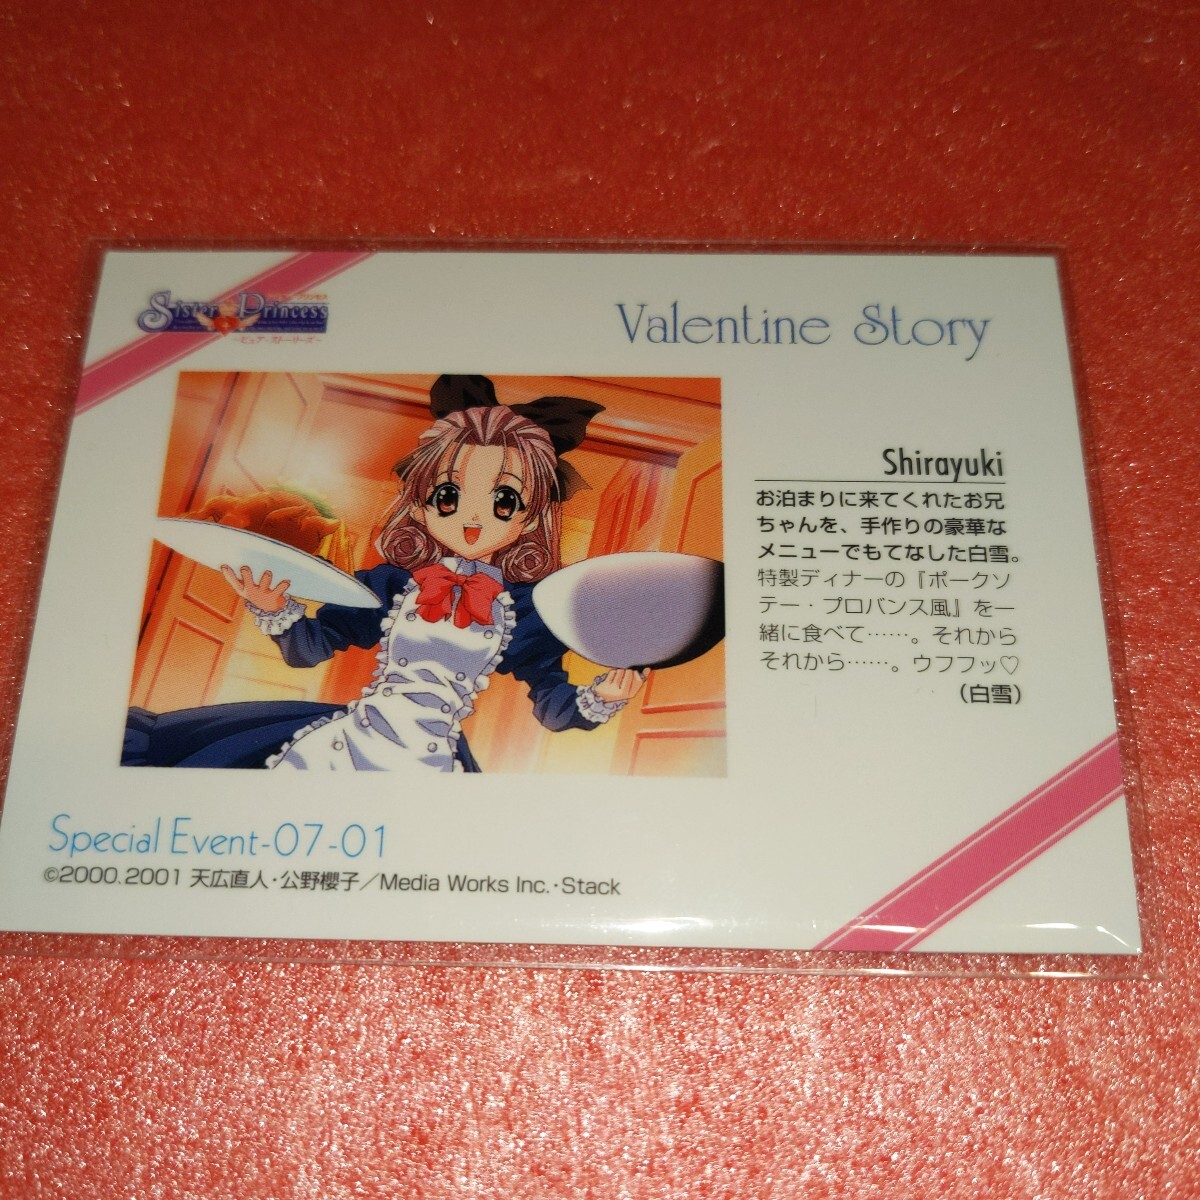 Sister Princess
~ピュア・ストーリーズ~
Valentine Story
Shirayuki
お泊まりに来てくれたお兄
ちゃんを、手作りの豪華な
メニューでもてなした白雪。
特製ディナーの『ポークソ
テー・プロバンス風』を一
緒に食べて……。それから
それから……。ウフフッ♡
(白雪)
Special Event-07-01
©2000.2001 天広直人・公野櫻子／Media Works Inc.・Stack